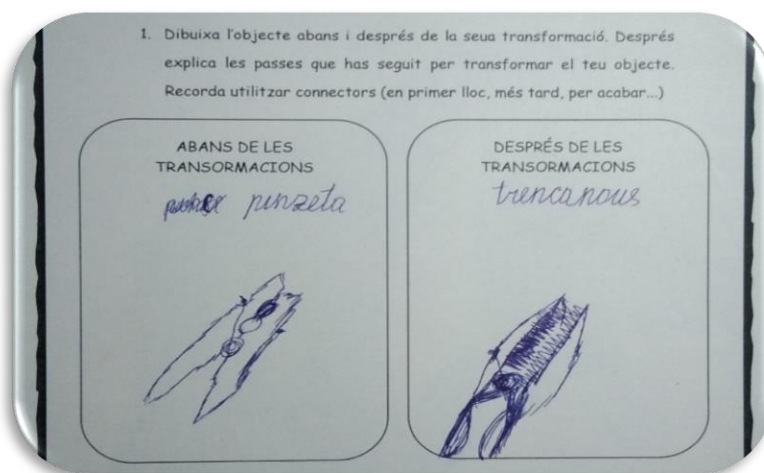 1. Dibuixa l'objecte abans i després de la seua transformació. Després
explica les passes que has seguit per transformar el teu objecte.
Recorda utilitzar connectors (en primer lloc, més tard, per acabar...)
ABANS DE LES
TRANSORMACIONS
pinzeta
DESPRÉS DE LES
TRANSORMACIONS
trencanous